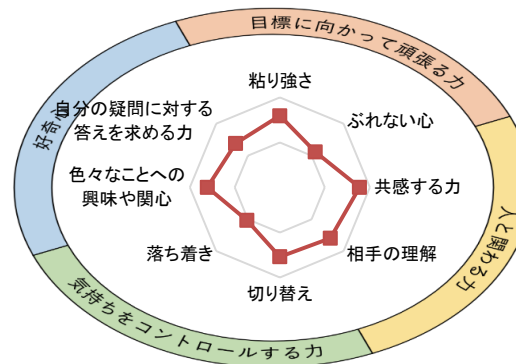 目標に向かって頑張る力
粘り強さ
ぶれない心
好奇心
自分の疑問に対する
答えを求める力
色々なことへの
興味や関心
共感する力
人と関わる力
落ち着き
相手の理解
切り替え
気持ちをコントロールする力